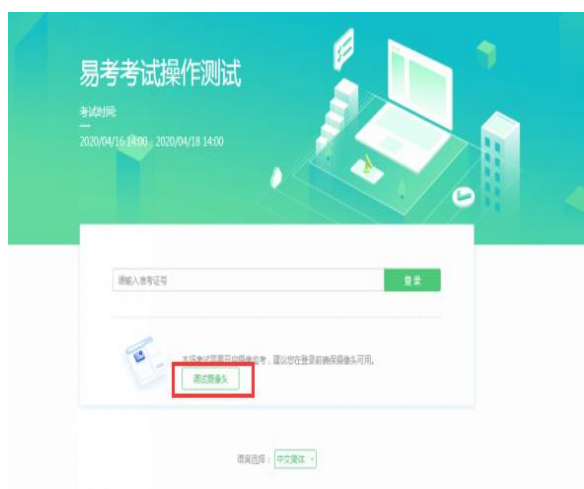 易考考试操作测试
考试时间:
2020/04/16 14:00 2020/04/18 14:00
请输入准考证号
登录
本场考试需要开启摄像监考，建议您在登录前确保摄像头可用。
调试摄像头
语言选择： 中文简体